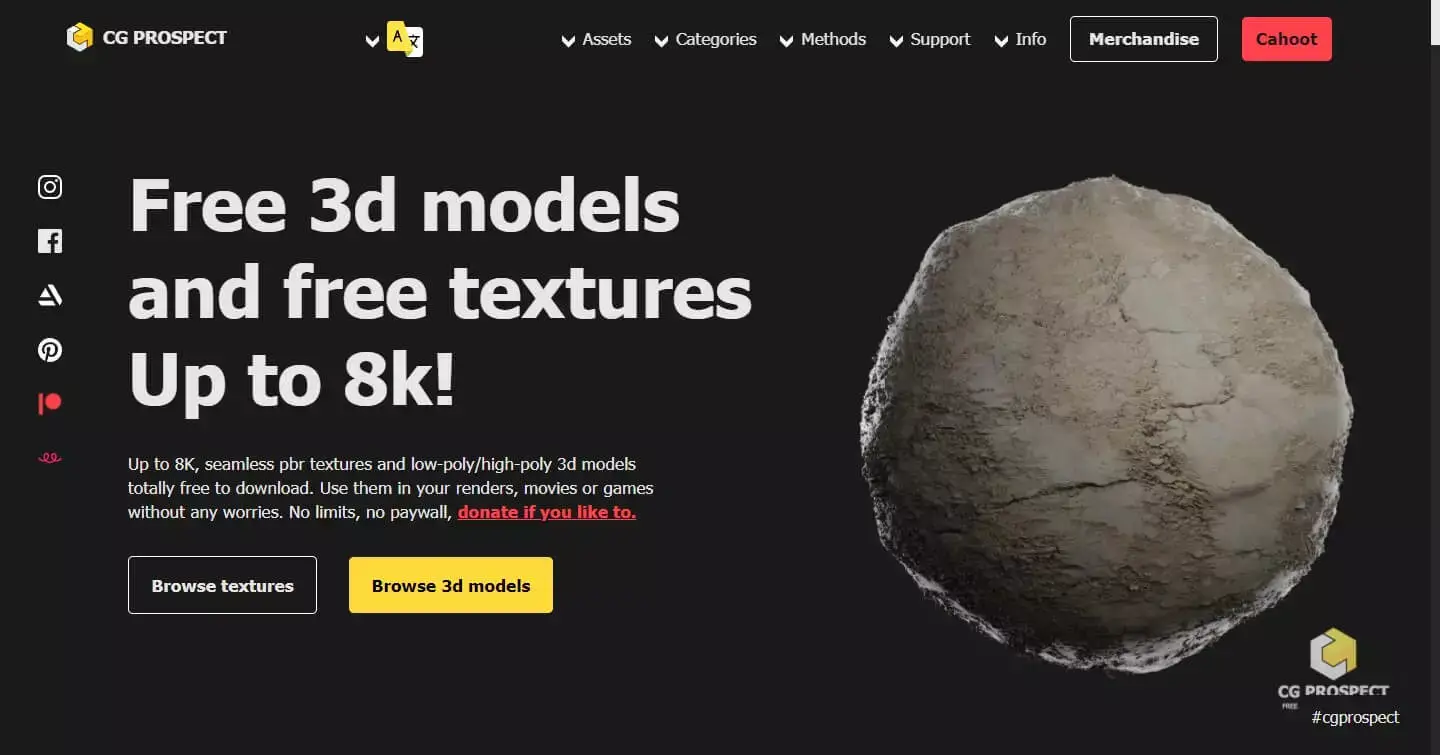 CG PROSPECT
A 文
Assets
Categories
Methods
Support
Info
Merchandise
Cahoot
Free 3d models
and free textures
Up to 8k!
Up to 8K, seamless pbr textures and low-poly/high-poly 3d models
totally free to download. Use them in your renders, movies or games
without any worries. No limits, no paywall, donate if you like to.
Browse textures
Browse 3d models
CG PROSPECT
FREE
#cgprospect